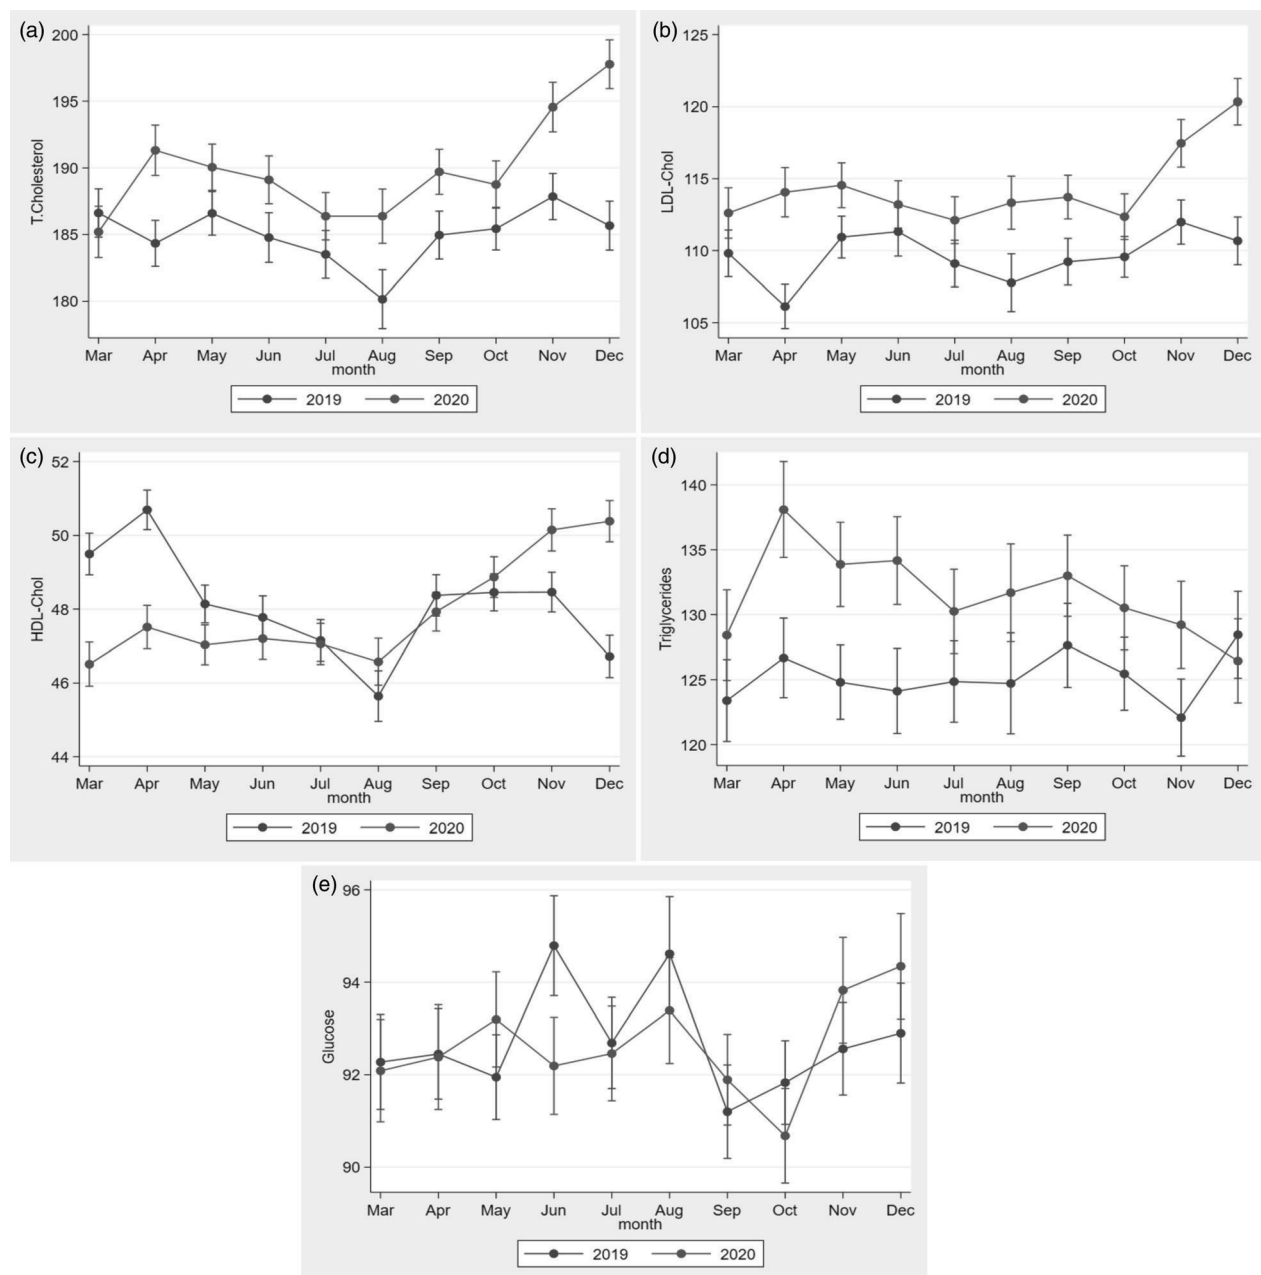 (a)
T.Cholesterol
200
195
190
185
180
Mar Apr May Jun Jul Aug Sep Oct Nov Dec
month
2019 2020
(b)
LDL-Chol
125
120
115
110
105
Mar Apr May Jun Jul Aug Sep Oct Nov Dec
month
2019 2020
(c)
HDL-Chol
52
50
48
46
44
Mar Apr May Jun Jul Aug Sep Oct Nov Dec
month
2019 2020
(d)
Triglycerides
140
135
130
125
120
Mar Apr May Jun Jul Aug Sep Oct Nov Dec
month
2019 2020
(e)
Glucose
96
94
92
90
Mar Apr May Jun Jul Aug Sep Oct Nov Dec
month
2019 2020